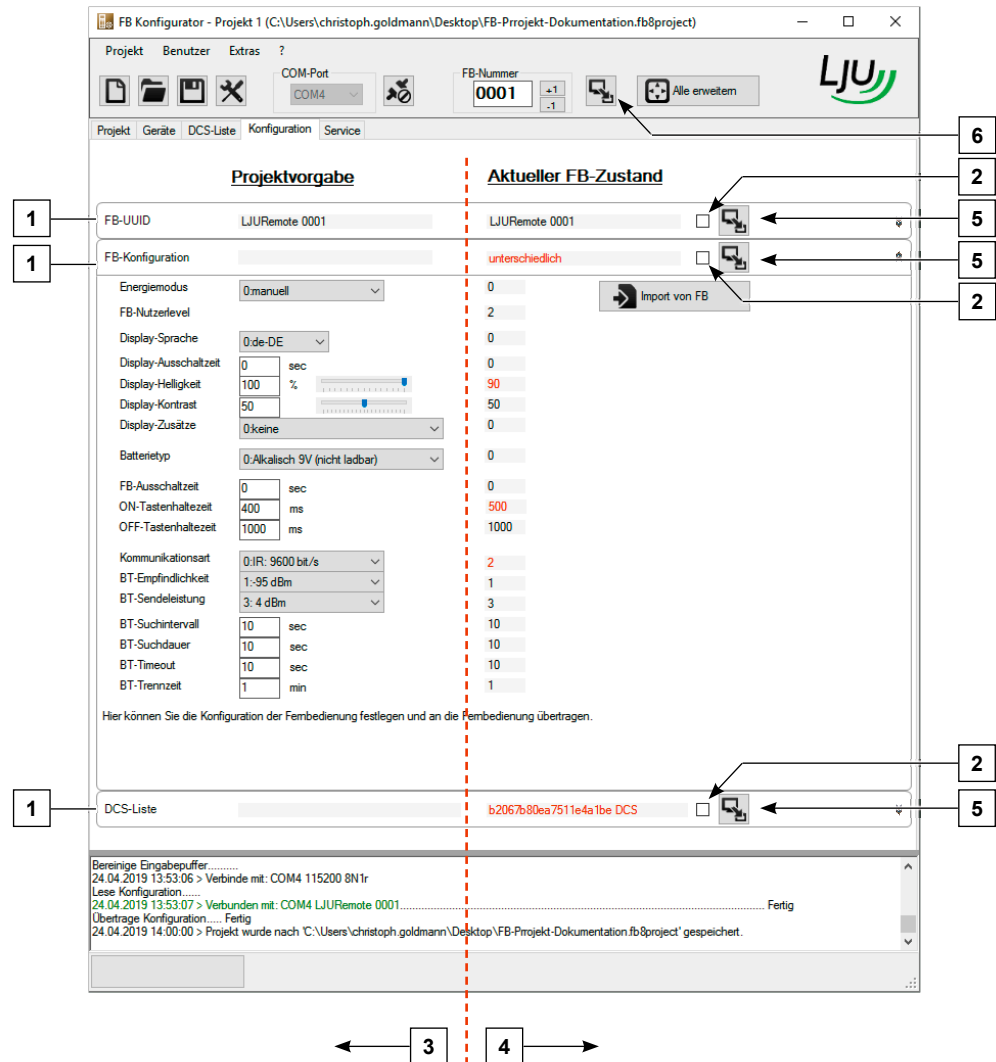 FB Konfigurator - Projekt 1 (C:\Users\christoph.goldmann\Desktop\FB-Prrojekt-Dokumentation.fb8project)
Projekt Benutzer Extras ?
COM-Port
COM4
FB-Nummer
0001
+1
-1
Alle erweitern
LJU
Projekt Geräte DCS-Liste Konfiguration Service
6
Projektvorgabe
Aktueller FB-Zustand
2
1
FB-UUID LJURemote 0001 LJURemote 0001
5
1
FB-Konfiguration unterschiedlich
5
Energiemodus 0:manuell 0
Import von FB
2
FB-Nutzerlevel 2
Display-Sprache 0:de-DE 0
Display-Ausschaltzeit 0 sec 0
Display-Helligkeit 100 % 90
Display-Kontrast 50 50
Display-Zusätze 0:keine 0
Batterietyp 0:Alkalisch 9V (nicht ladbar) 0
FB-Ausschaltzeit 0 sec 0
ON-Tastenhaltezeit 400 ms 500
OFF-Tastenhaltezeit 1000 ms 1000
Kommunikationsart 0:IR: 9600 bit/s 2
BT-Empfindlichkeit 1:-95 dBm 1
BT-Sendeleistung 3: 4 dBm 3
BT-Suchintervall 10 sec 10
BT-Suchdauer 10 sec 10
BT-Timeout 10 sec 10
BT-Trennzeit 1 min 1
Hier können Sie die Konfiguration der Fernbedienung festlegen und an die Fernbedienung übertragen.
2
1
DCS-Liste b2067b80ea7511e4a1be DCS
5
Bereinige Eingabepuffer..........
24.04.2019 13:53:06 > Verbinde mit: COM4 115200 8N1r
Lese Konfiguration......
24.04.2019 13:53:07 > Verbunden mit: COM4 LJURemote 0001.......... Fertig
Übertrage Konfiguration..... Fertig
24.04.2019 14:00:00 > Projekt wurde nach 'C:\Users\christoph.goldmann\Desktop\FB-Prrojekt-Dokumentation.fb8project' gespeichert.
3
4